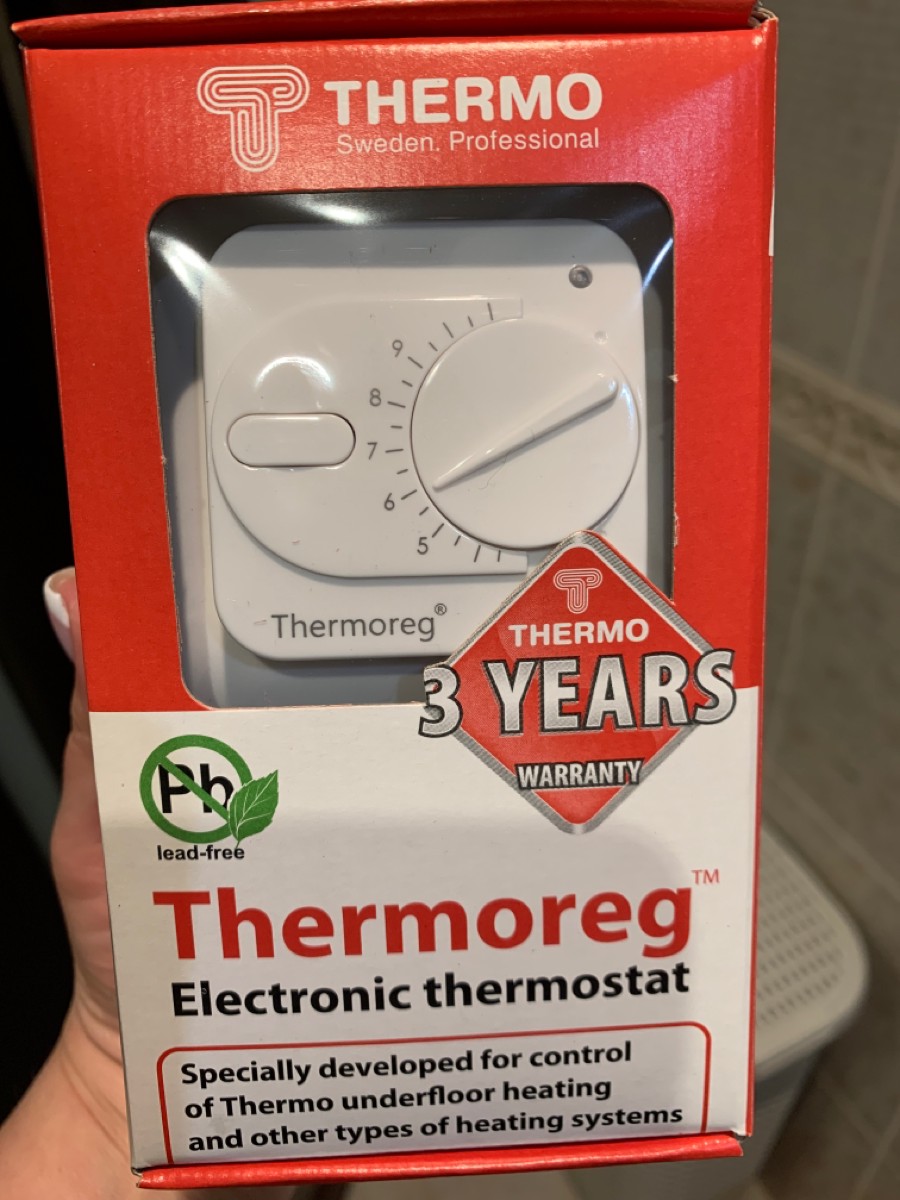 THERMO
Sweden. Professional
9
8
7
6
5
Thermoreg®
THERMO
3 YEARS
WARRANTY
Pb
lead-free
Thermoreg™
Electronic thermostat
Specially developed for control
of Thermo underfloor heating
and other types of heating systems